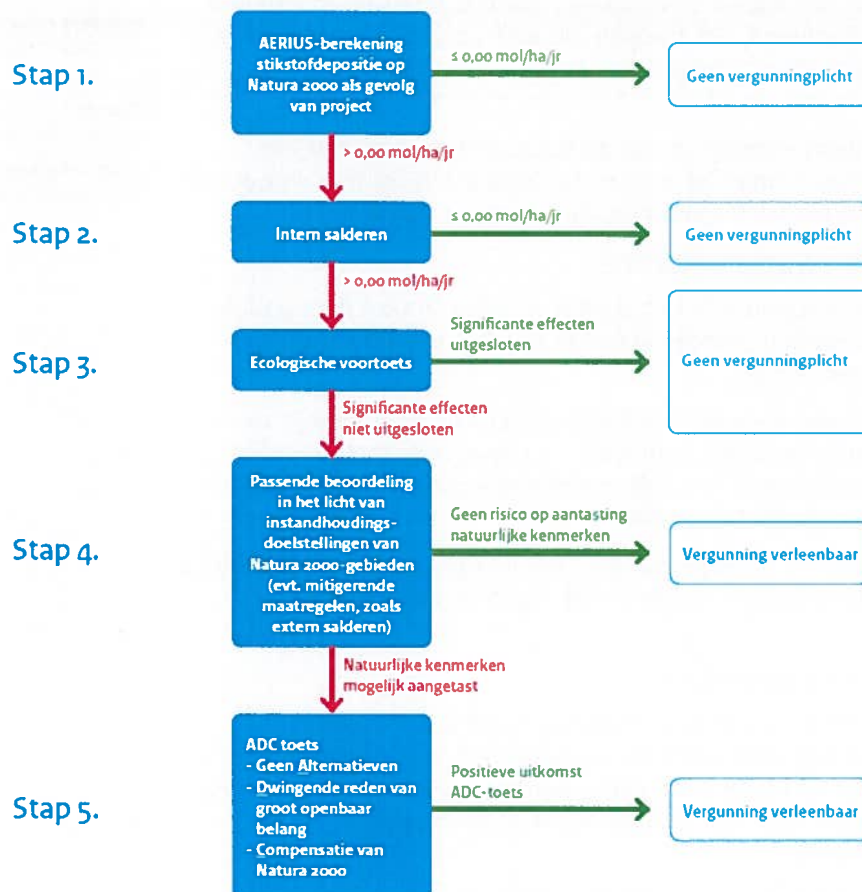 Stap 1.
AERIUS-berekening
stikstofdepositie op
Natura 2000 als gevolg
van project
≤ 0,00 mol/ha/jr
Geen vergunningplicht
> 0,00 mol/ha/jr
Stap 2.
Intern salderen
≤ 0,00 mol/ha/jr
Geen vergunningplicht
> 0,00 mol/ha/jr
Stap 3.
Ecologische voortoets
Significante effecten
uitgesloten
Geen vergunningplicht
Significante effecten
niet uitgesloten
Stap 4.
Passende beoordeling
in het licht van
instandhoudings-
doelstellingen van
Natura 2000-gebieden
(evt. mitigerende
maatregelen, zoals
extern salderen)
Geen risico op aantasting
natuurlijke kenmerken
Vergunning verleenbaar
Natuurlijke kenmerken
mogelijk aangetast
Stap 5.
ADC toets
- Geen Alternatieven
- Dwingende reden van
groot openbaar
belang
- Compensatie van
Natura 2000
Positieve uitkomst
ADC-toets
Vergunning verleenbaar